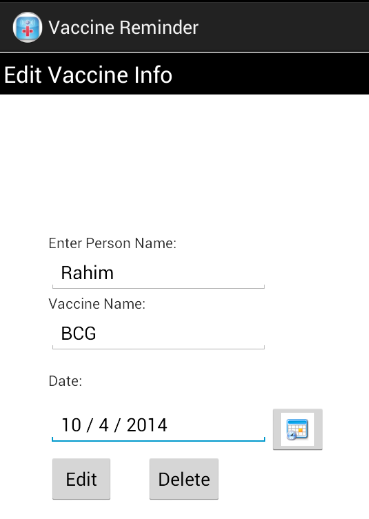 Vaccine Reminder
Edit Vaccine Info
Enter Person Name:
Rahim
Vaccine Name:
BCG
Date:
10 / 4 / 2014
Edit Delete